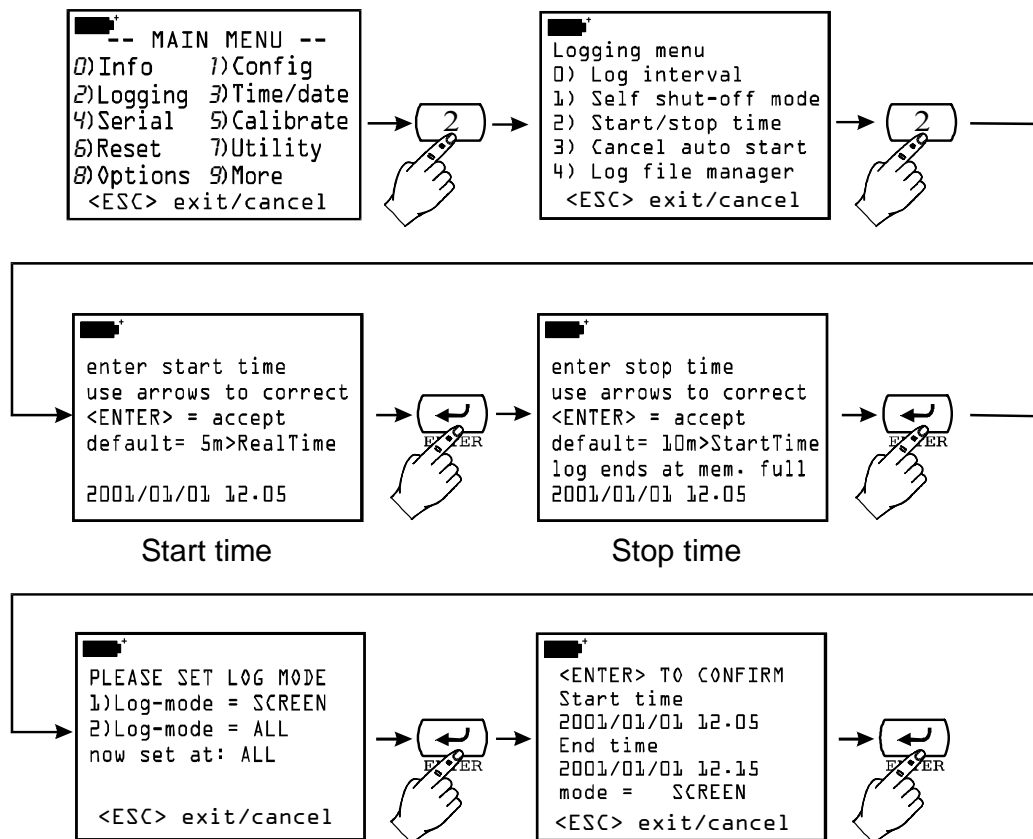 -- MAIN MENU --
0)Info 1)Config
2)Logging 3)Time/date
4)Serial 5)Calibrate
6)Reset 7)Utility
8)Options 9)More
<ESC> exit/cancel
2
Logging menu
0) Log interval
1) Self shut-off mode
2) Start/stop time
3) Cancel auto start
4) Log file manager
<ESC> exit/cancel
2
enter start time
use arrows to correct
<ENTER> = accept
default= 5m>RealTime
2001/01/01 12.05
Start time
ENTER
enter stop time
use arrows to correct
<ENTER> = accept
default= 10m>StartTime
log ends at mem. full
2001/01/01 12.05
Stop time
ENTER
PLEASE SET LOG MODE
1)Log-mode = SCREEN
2)Log-mode = ALL
now set at: ALL
<ESC> exit/cancel
ENTER
<ENTER> TO CONFIRM
Start time
2001/01/01 12.05
End time
2001/01/01 12.15
mode = SCREEN
<ESC> exit/cancel
ENTER